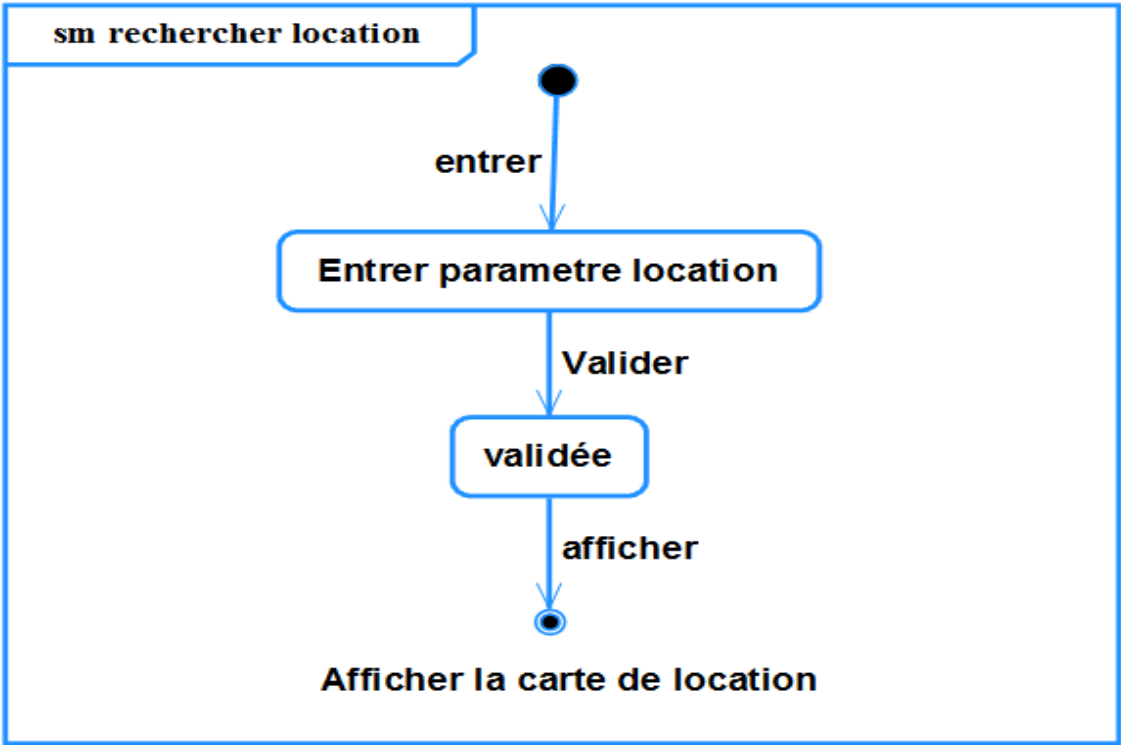 sm rechercher location
entrer
Entrer parametre location
Valider
validée
afficher
Afficher la carte de location